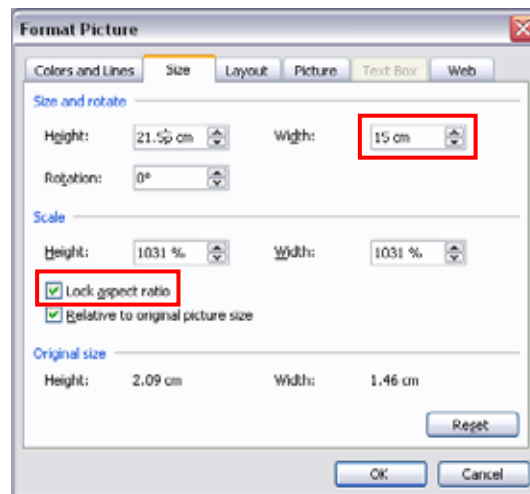 Format Picture
Colors and Lines Size Layout Picture Text Box Web
Size and rotate
Height: 21.55 cm Width: 15 cm
Rotation: 0°
Scale
Height: 1031 % Width: 1031 %
Lock aspect ratio
Relative to original picture size
Original size
Height: 2.09 cm Width: 1.46 cm
Reset
OK Cancel